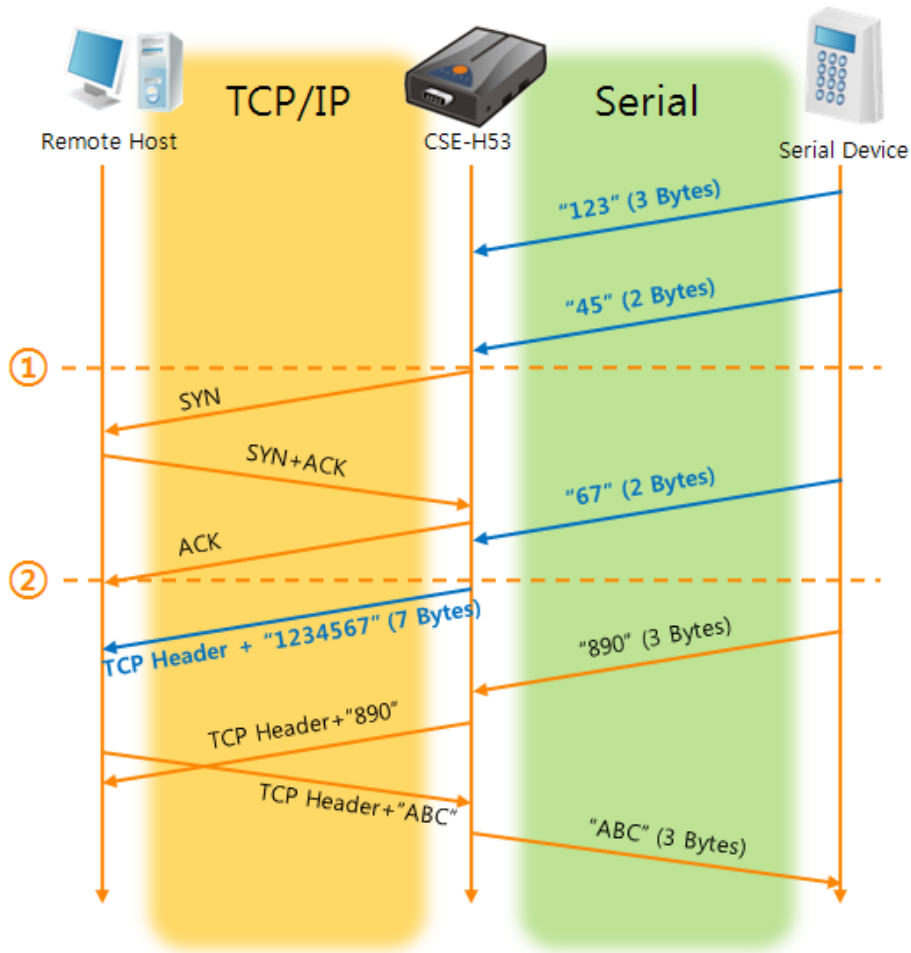 TCP/IP
Serial
Remote Host
CSE-H53
Serial Device
“123” (3 Bytes)
“45” (2 Bytes)
①
SYN
SYN+ACK
“67” (2 Bytes)
ACK
②
TCP Header + “1234567” (7 Bytes)
“890” (3 Bytes)
TCP Header+“890”
TCP Header+“ABC”
“ABC” (3 Bytes)